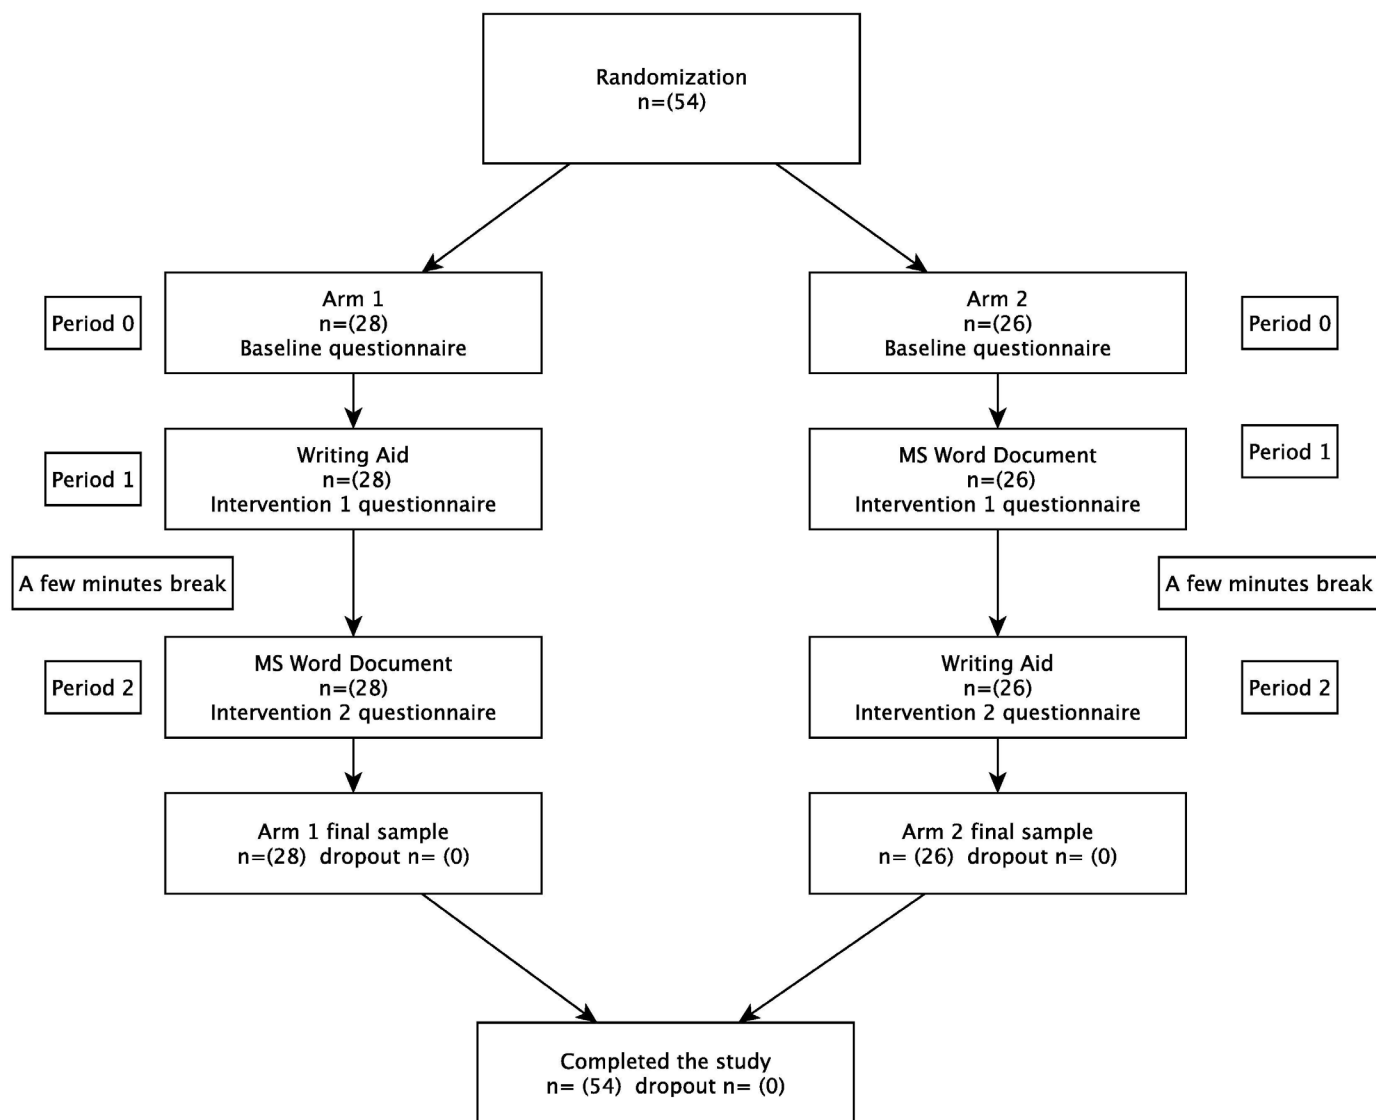 Randomization
n=(54)
Period 0
Arm 1
n=(28)
Baseline questionnaire
Arm 2
n=(26)
Baseline questionnaire
Period 0
Period 1
Writing Aid
n=(28)
Intervention 1 questionnaire
MS Word Document
n=(26)
Intervention 1 questionnaire
Period 1
A few minutes break
A few minutes break
Period 2
MS Word Document
n=(28)
Intervention 2 questionnaire
Writing Aid
n=(26)
Intervention 2 questionnaire
Period 2
Arm 1 final sample
n=(28)  dropout n= (0)
Arm 2 final sample
n= (26)  dropout n= (0)
Completed the study
n= (54)  dropout n= (0)